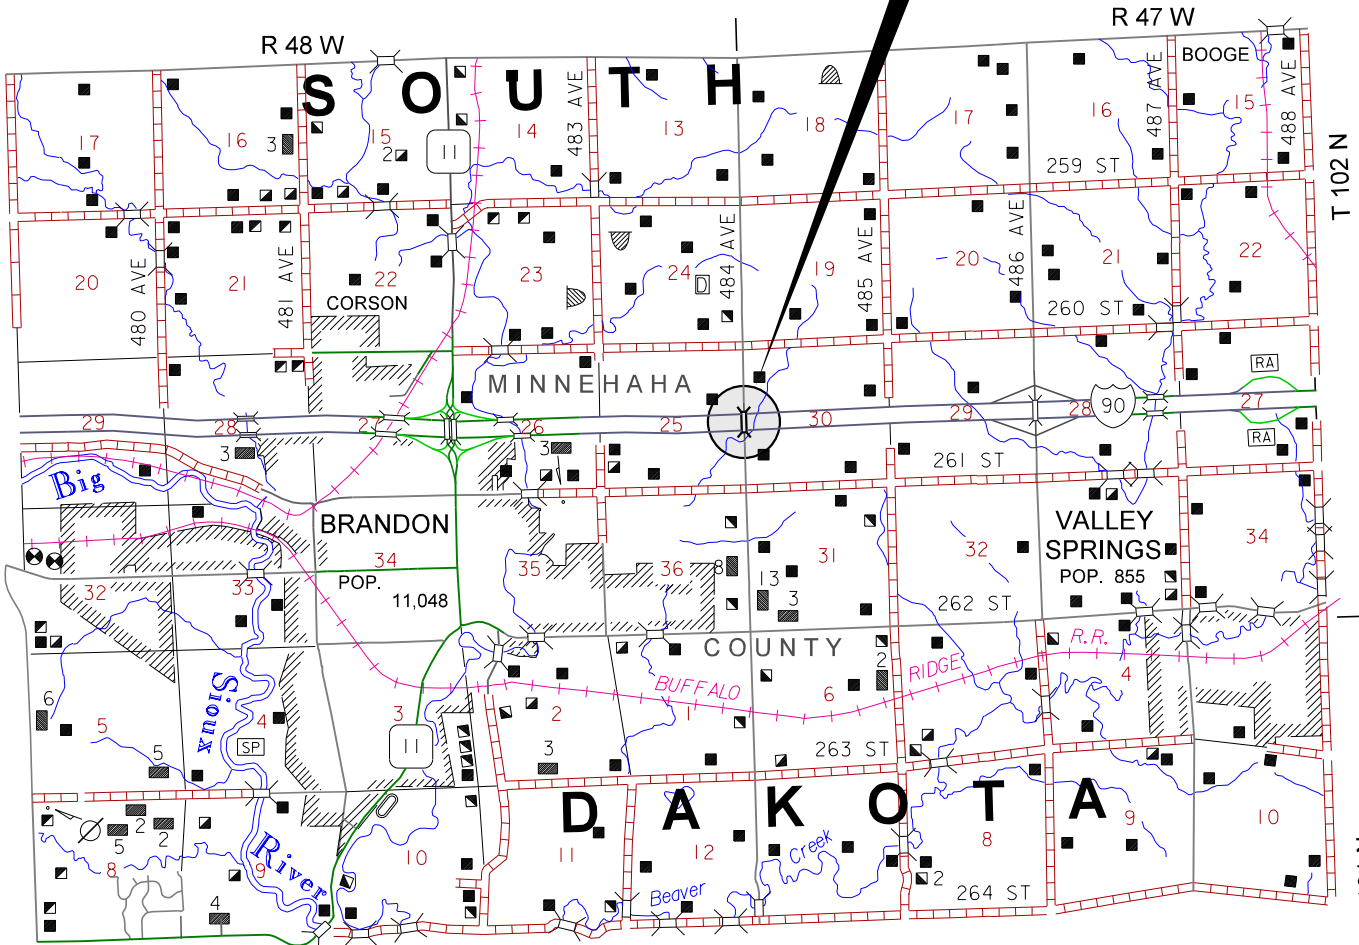 R 48 W
R 47 W
SOUTH
BOOGE
17
16
3
15
2
11
14
483 AVE
13
18
17
16
487 AVE
15
488 AVE
259 ST
T 102 N
20
480 AVE
21
481 AVE
22
CORSON
23
24
D
484 AVE
19
485 AVE
20
486 AVE
21
260 ST
22
MINNEHAHA
RA
29
28
27
26
25
30
29
28
90
27
RA
3
3
261 ST
Big
BRANDON
VALLEY
SPRINGS
POP. 855
34
POP.
11,048
32
33
35
36
8
13
3
31
32
34
262 ST
COUNTY
R.R.
RIDGE
BUFFALO
Sioux
6
5
4
3
2
1
6
2
4
SP
5
11
3
263 ST
DAKOTA
2
5
2
8
9
River
10
11
12
Creek
Beaver
8
9
10
2
264 ST
4